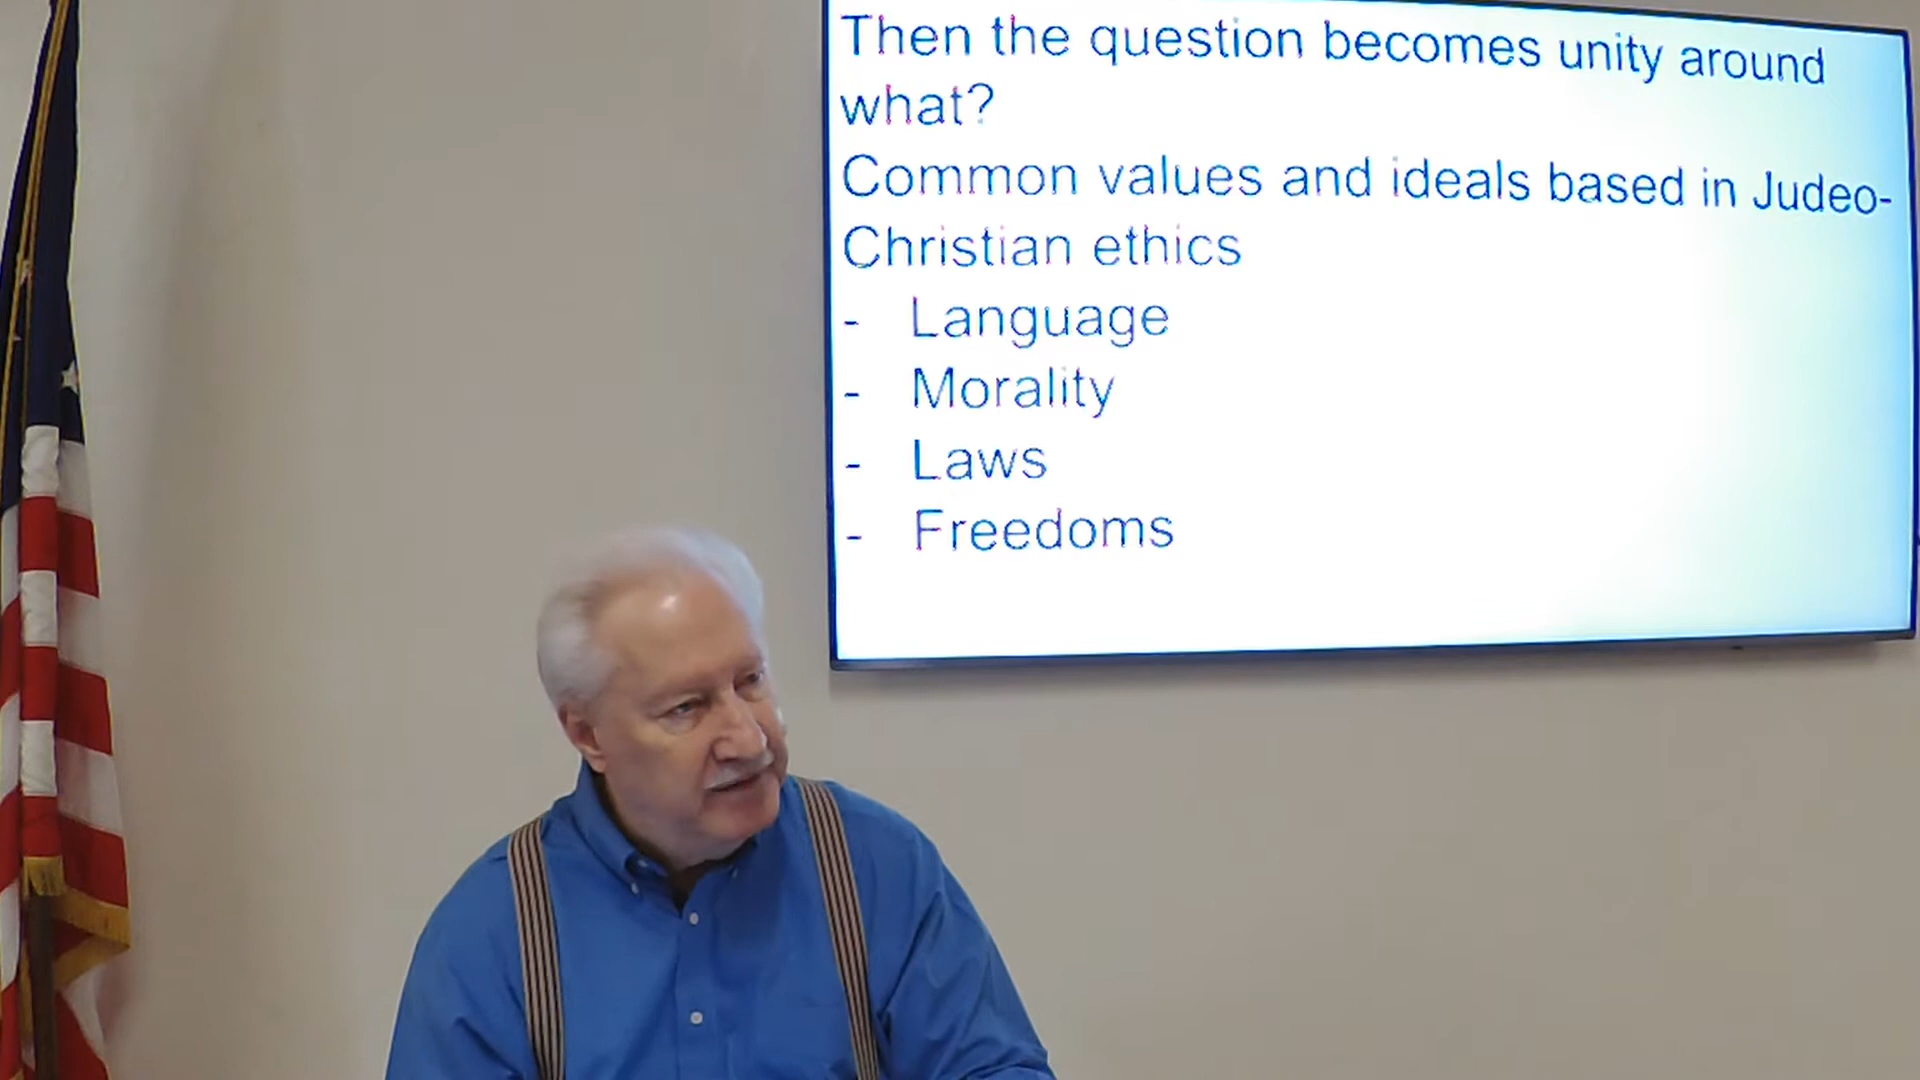 Then the question becomes unity around
what?
Common values and ideals based in Judeo-
Christian ethics
- Language
- Morality
- Laws
- Freedoms